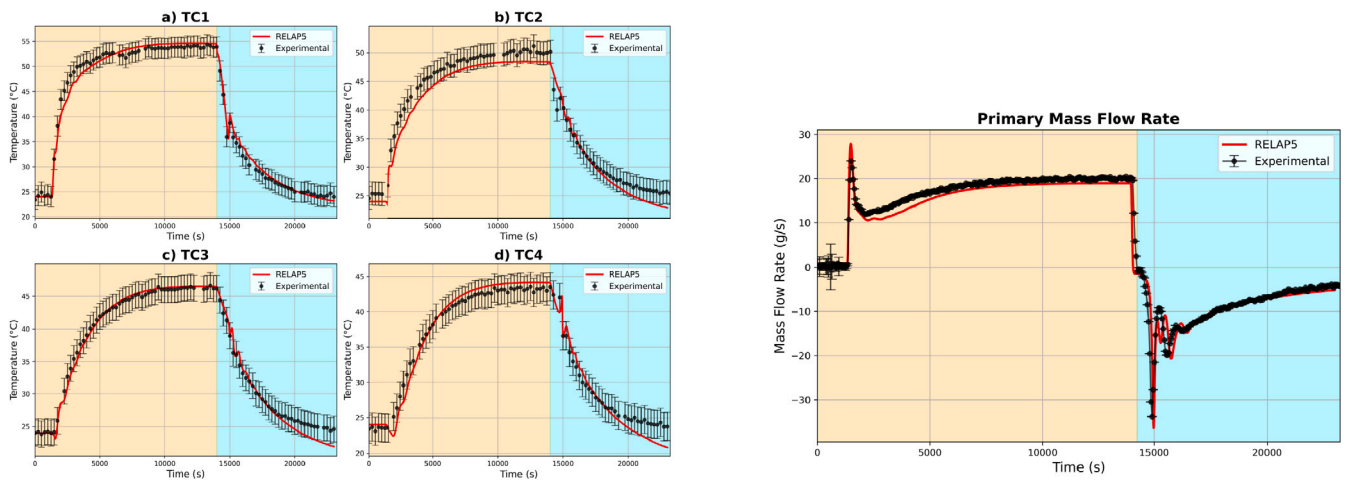 a) TC1
RELAP5
Experimental
Temperature (°C)
55
50
45
40
35
30
25
20
0
5000
10000
15000
20000
Time (s)
b) TC2
RELAP5
Experimental
Temperature (°C)
50
45
40
35
30
25
0
5000
10000
15000
20000
Time (s)
c) TC3
RELAP5
Experimental
Temperature (°C)
45
40
35
30
25
0
5000
10000
15000
20000
Time (s)
d) TC4
RELAP5
Experimental
Temperature (°C)
45
40
35
30
25
20
0
5000
10000
15000
20000
Time (s)
Primary Mass Flow Rate
RELAP5
Experimental
Mass Flow Rate (g/s)
30
20
10
0
−10
−20
−30
0
5000
10000
15000
20000
Time (s)